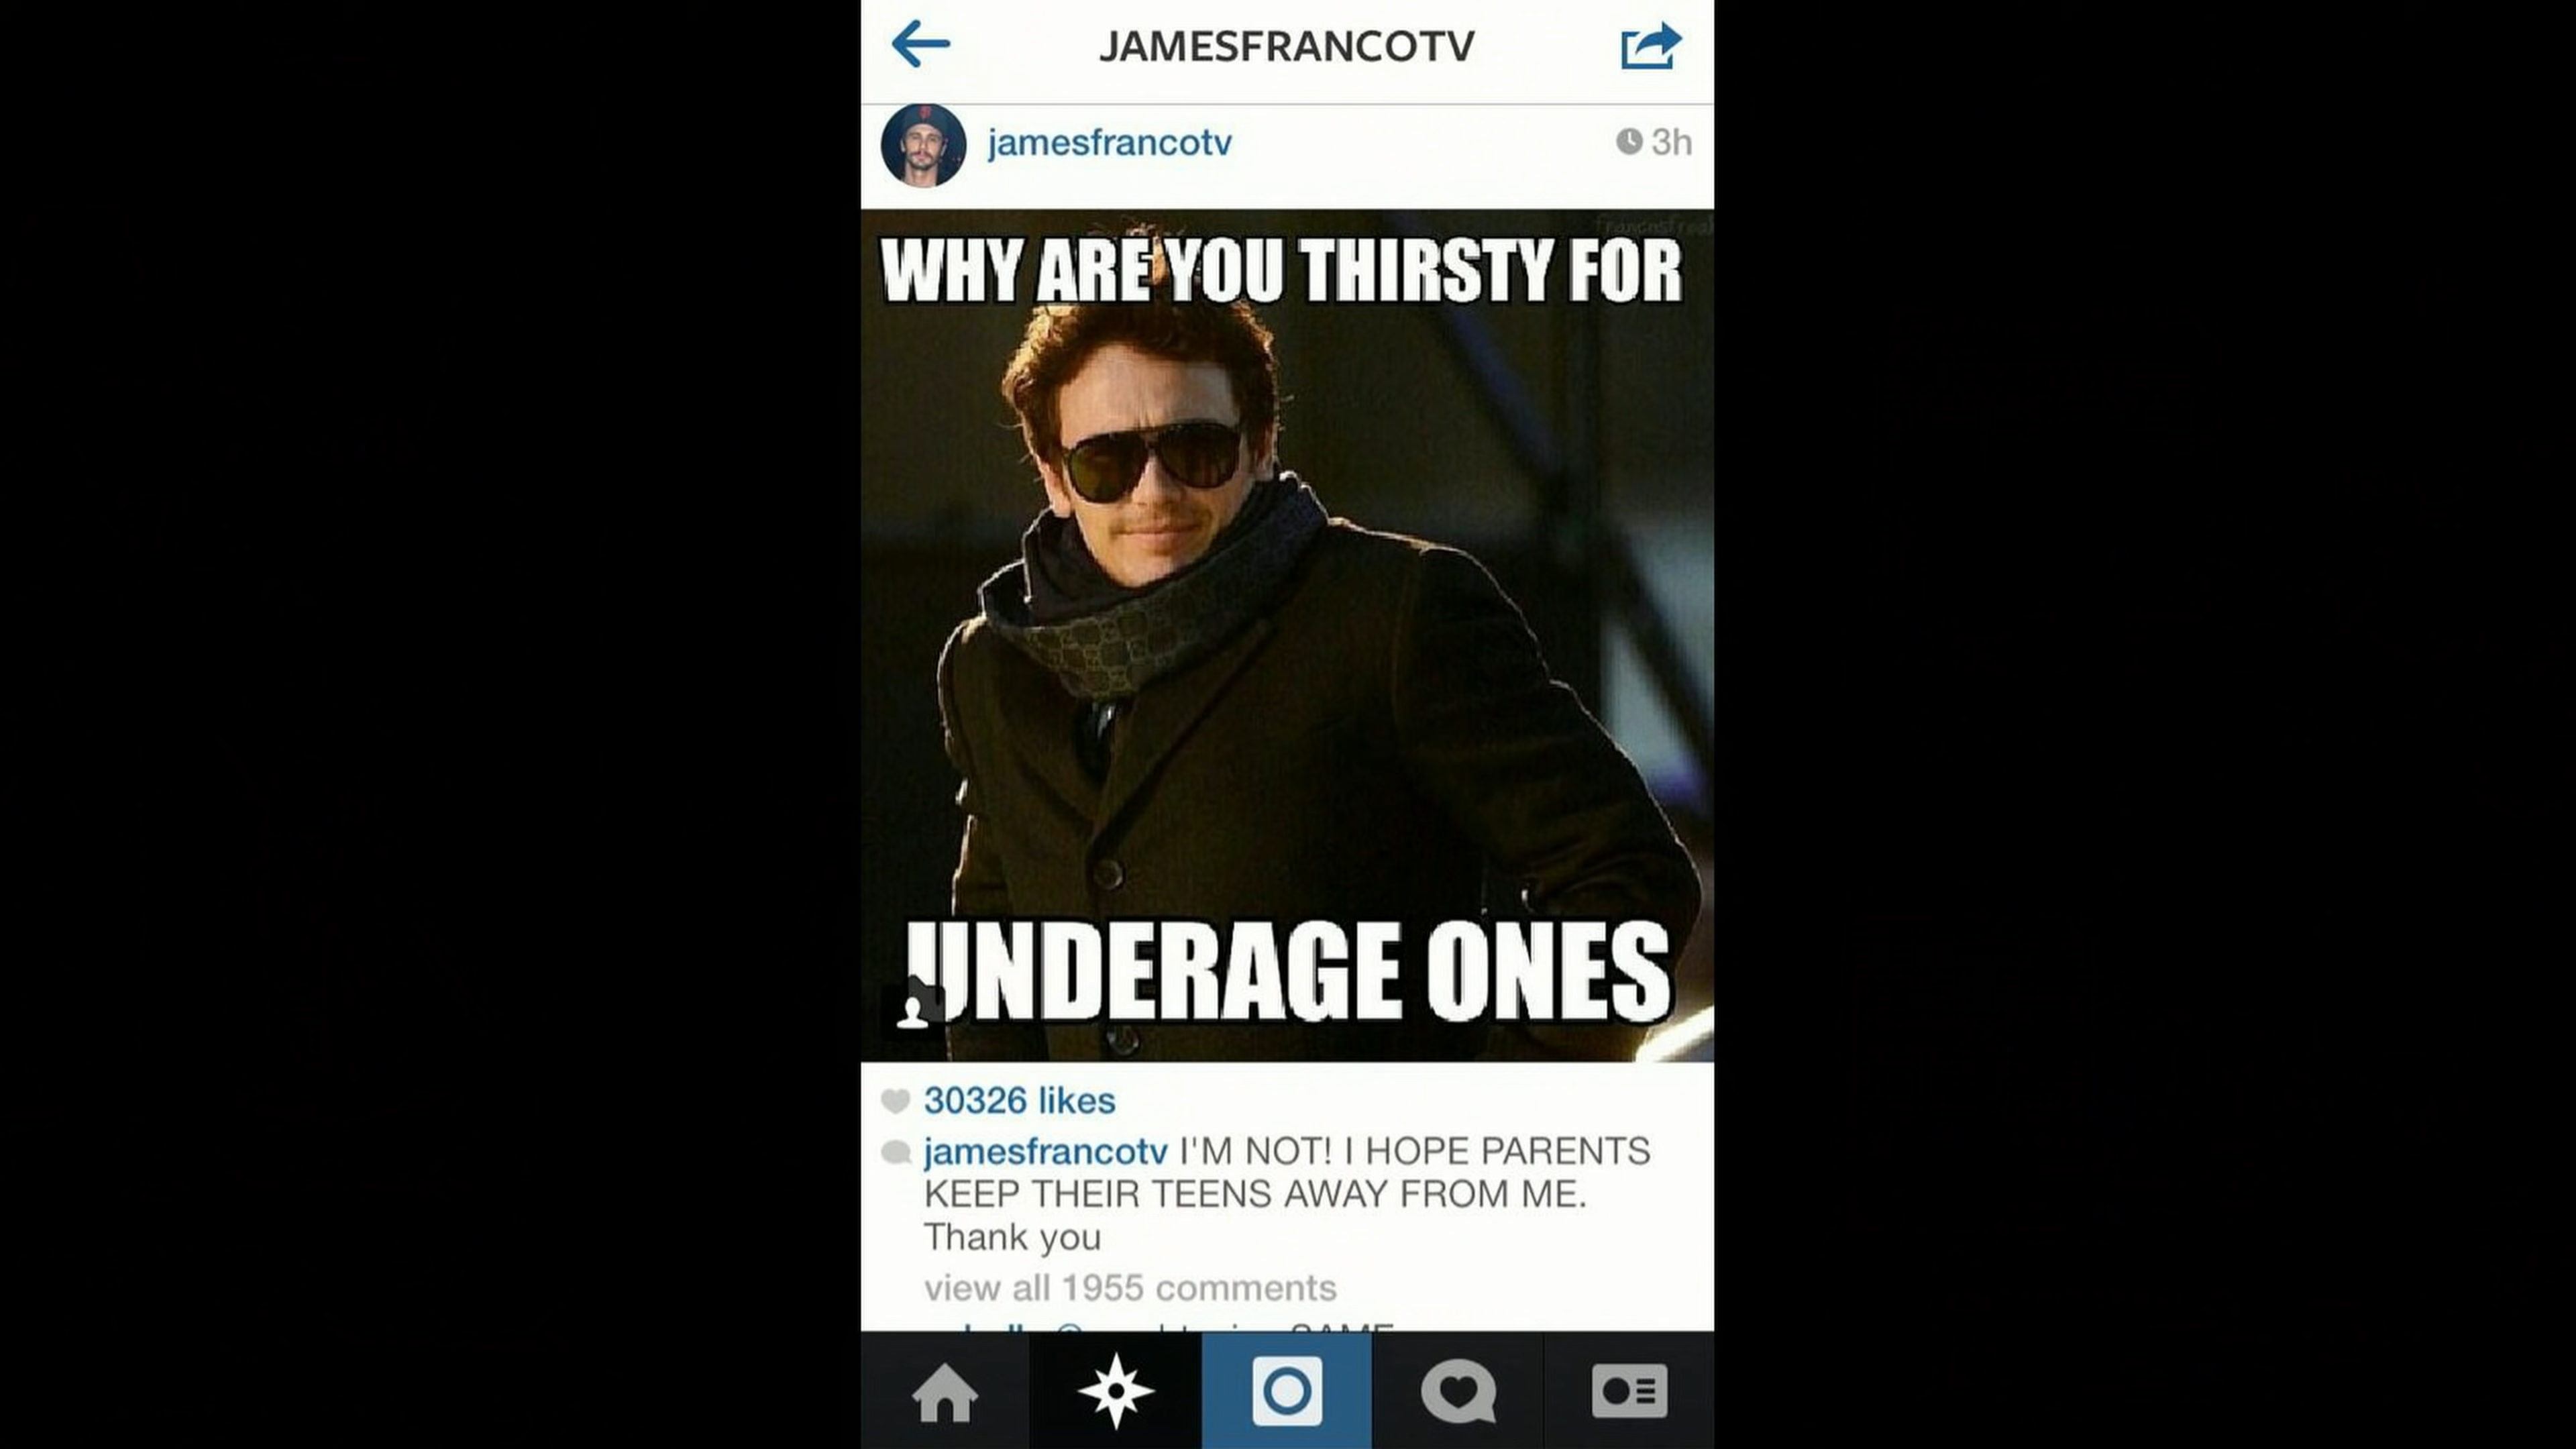 JAMESFRANCOTV
jamesfrancotv
3h
WHY ARE YOU THIRSTY FOR
UNDERAGE ONES
30326 likes
jamesfrancotv I'M NOT! I HOPE PARENTS
KEEP THEIR TEENS AWAY FROM ME.
Thank you
view all 1955 comments